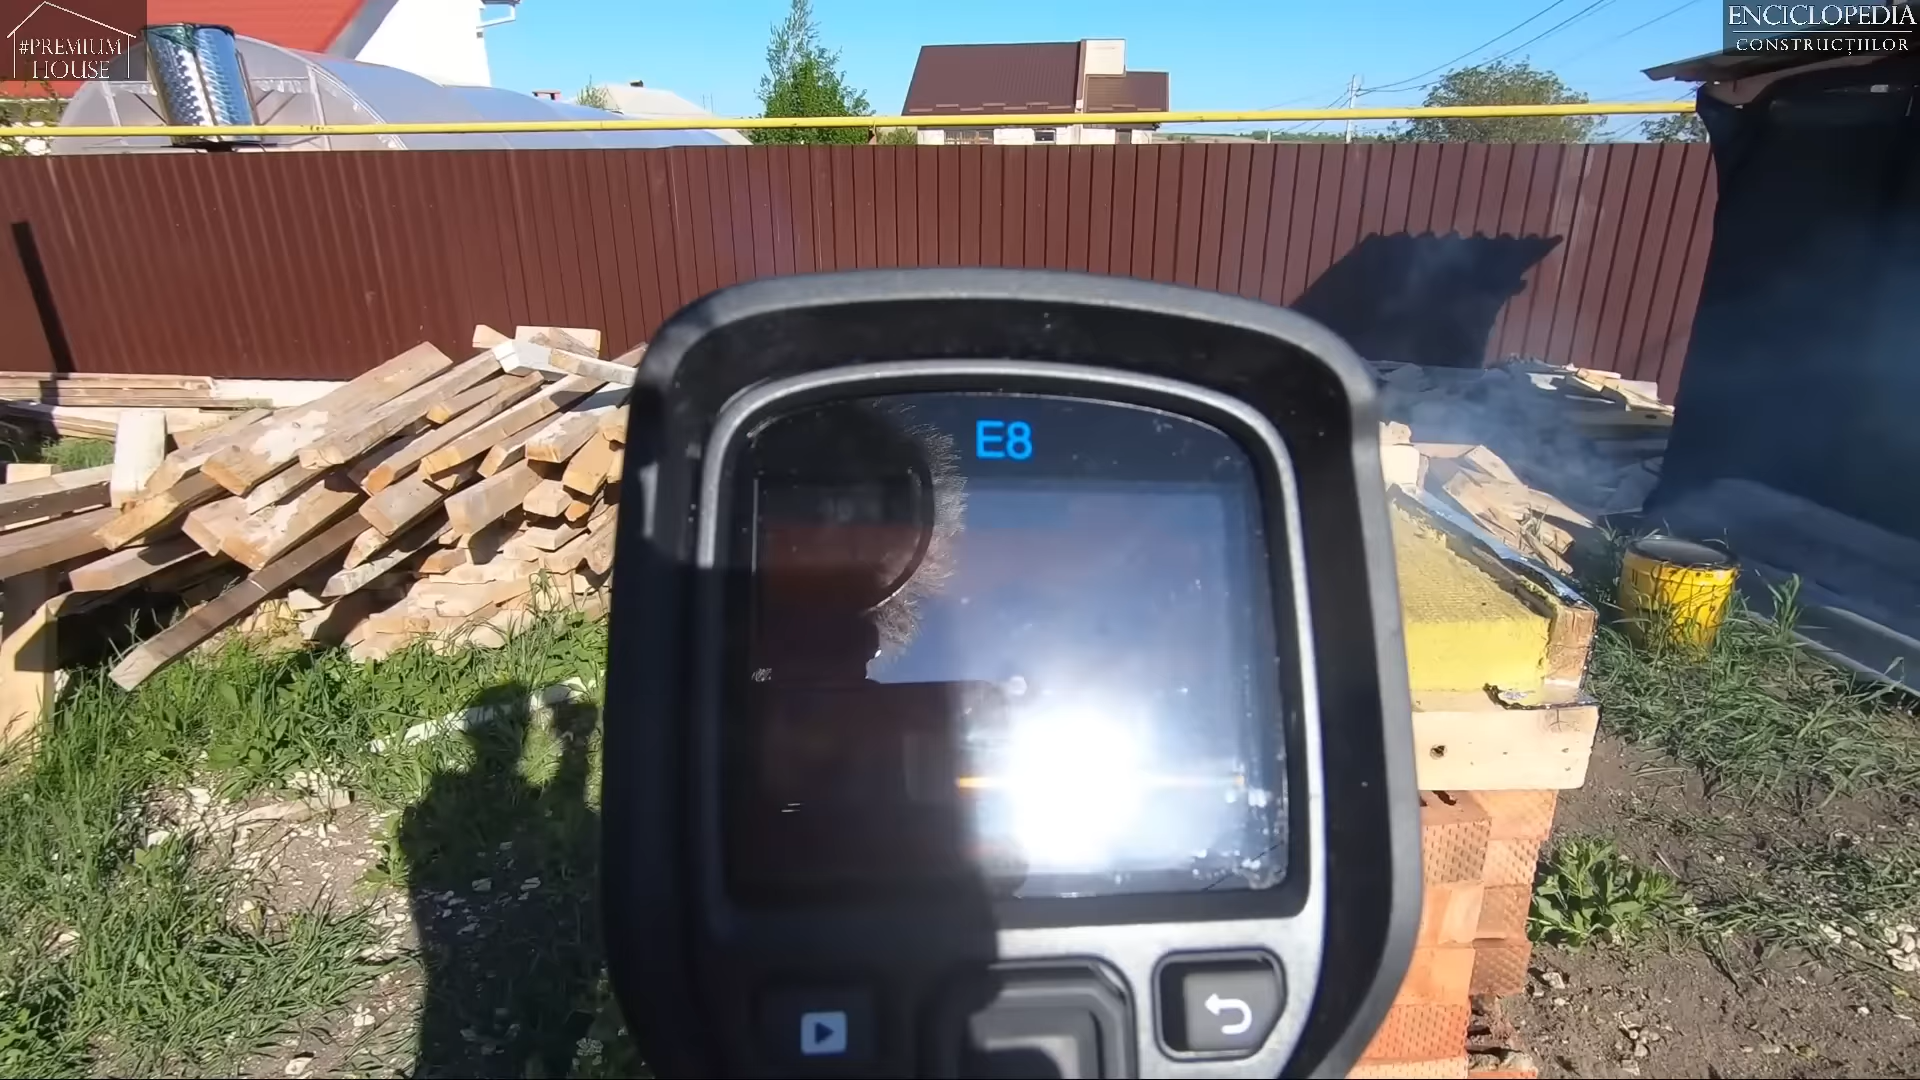 #PREMIUM
HOUSE
ENCICLOPEDIA
CONSTRUCȚIILOR
E8